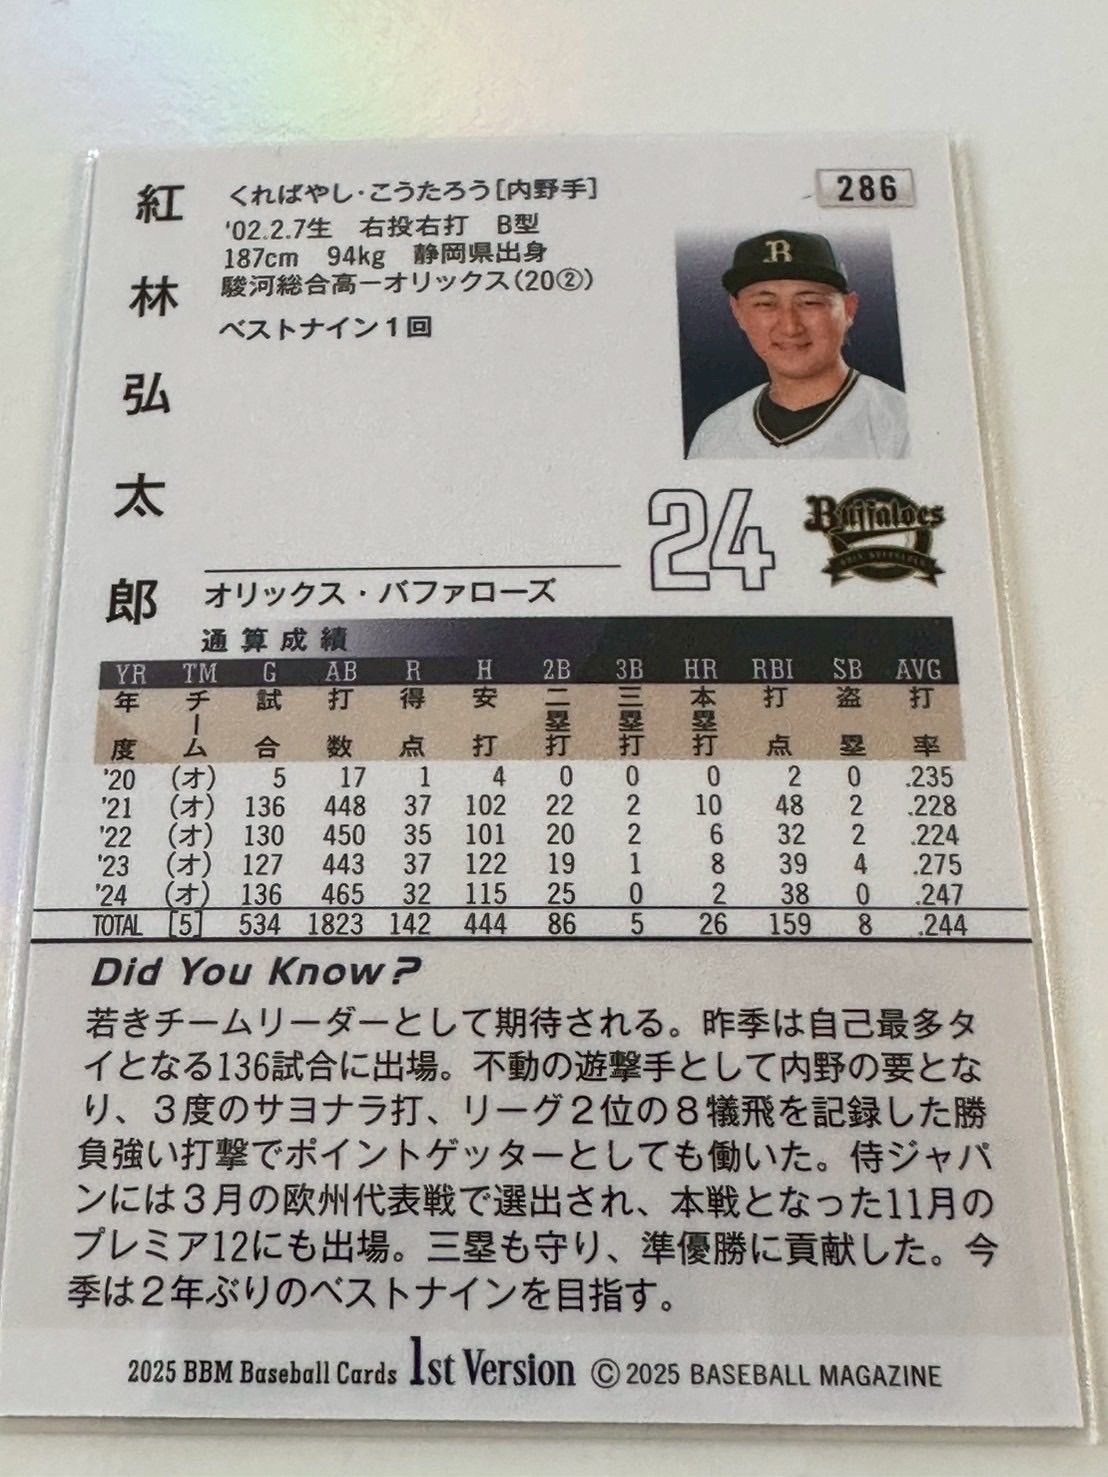 紅林弘太郎
くればやし・こうたろう[内野手]
'02.2.7生 右投右打 B型
187cm 94kg 静岡県出身
駿河総合高ーオリックス(20②)
ベストナイン1回
286
B
24
Buffaloes
オリックス・バファローズ
通算成績
YR TM G AB R H 2B 3B HR RBI SB AVG
年度 チーム 試合 打数 得点 安打 二塁打 三塁打 本塁打 打点 盗塁 打率
'20 (オ) 5 17 1 4 0 0 0 2 0 .235
'21 (オ) 136 448 37 102 22 2 10 48 2 .228
'22 (オ) 130 450 35 101 20 2 6 32 2 .224
'23 (オ) 127 443 37 122 19 1 8 39 4 .275
'24 (オ) 136 465 32 115 25 0 2 38 0 .247
TOTAL [5] 534 1823 142 444 86 5 26 159 8 .244
Did You Know?
若きチームリーダーとして期待される。昨季は自己最多タ
イとなる136試合に出場。不動の遊撃手として内野の要とな
り、3度のサヨナラ打、リーグ2位の8犠飛を記録した勝
負強い打撃でポイントゲッターとしても働いた。侍ジャパ
ンには3月の欧州代表戦で選出され、本戦となった11月の
プレミア12にも出場。三塁も守り、準優勝に貢献した。今
季は2年ぶりのベストナインを目指す。
2025 BBM Baseball Cards 1st Version © 2025 BASEBALL MAGAZINE